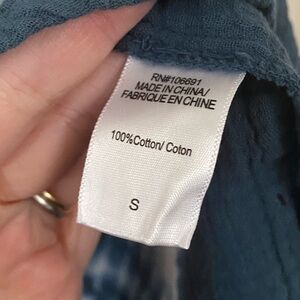 RN#106691
MADE IN CHINA/
FABRIQUE EN CHINE
100%Cotton/ Coton
S